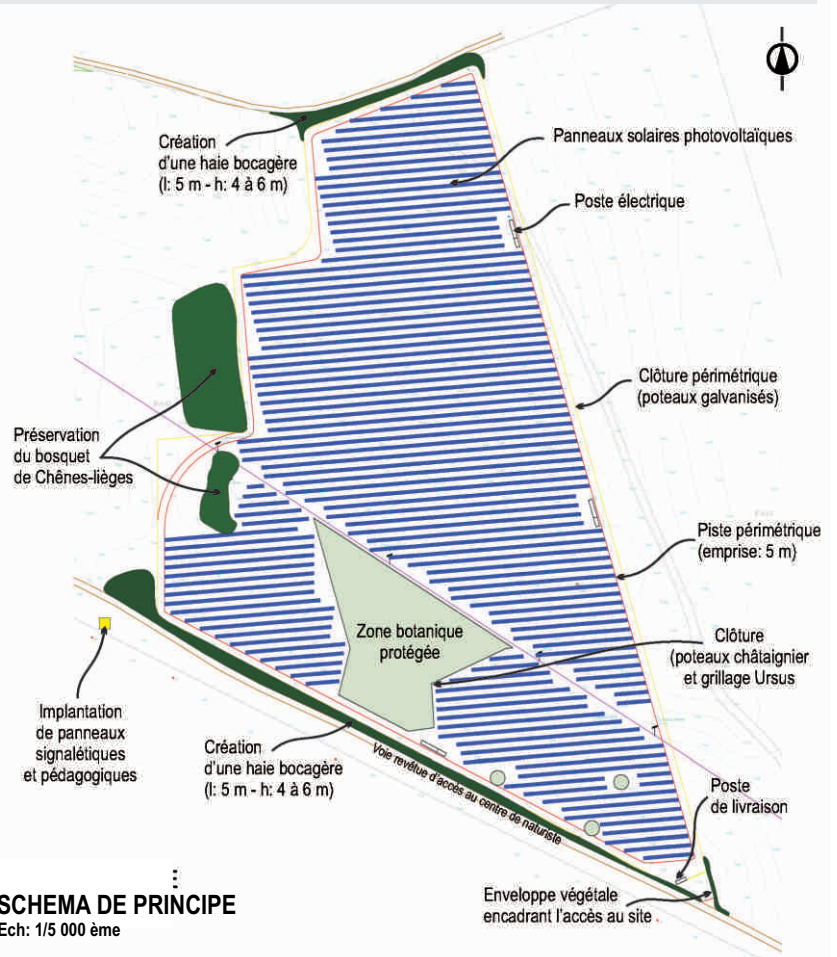 Création
d'une haie bocagère
(l: 5 m - h: 4 à 6 m)
Panneaux solaires photovoltaïques
Poste électrique
Clôture périmétrique
(poteaux galvanisés)
Préservation
du bosquet
de Chênes-lièges
Piste périmétrique
(emprise: 5 m)
Zone botanique
protégée
Clôture
(poteaux châtaignier
et grillage Ursus
Implantation
de panneaux
signalétiques
et pédagogiques
Création
d'une haie bocagère
(l: 5 m - h: 4 à 6 m)
Voie revêtue d'accès au centre de naturiste
Poste
de livraison
Enveloppe végétale
encadrant l'accès au site
SCHEMA DE PRINCIPE
Ech: 1/5 000 ème